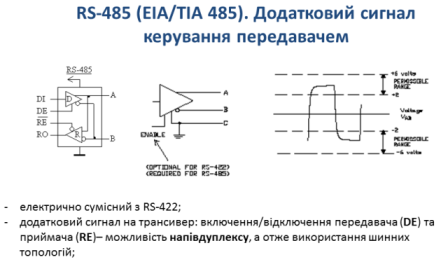 RS-485 (EIA/TIA 485). Додатковий сигнал
керування передавачем
RS-485
DI
DE
RE
RO
D
R
A
B
A
B
C
ENABLE
(OPTIONAL FOR RS-422)
(REQUIRED FOR RS-485)
+6 volts
PERMISSIBLE
RANGE
+2
Voltage
VAB
-2
PERMISSIBLE
RANGE
-6 volts
- електрично сумісний з RS-422;
- додатковий сигнал на трансивер: включення/відключення передавача (DE) та
приймача (RE)– можливість напівдуплексу, а отже використання шинних
топологій;